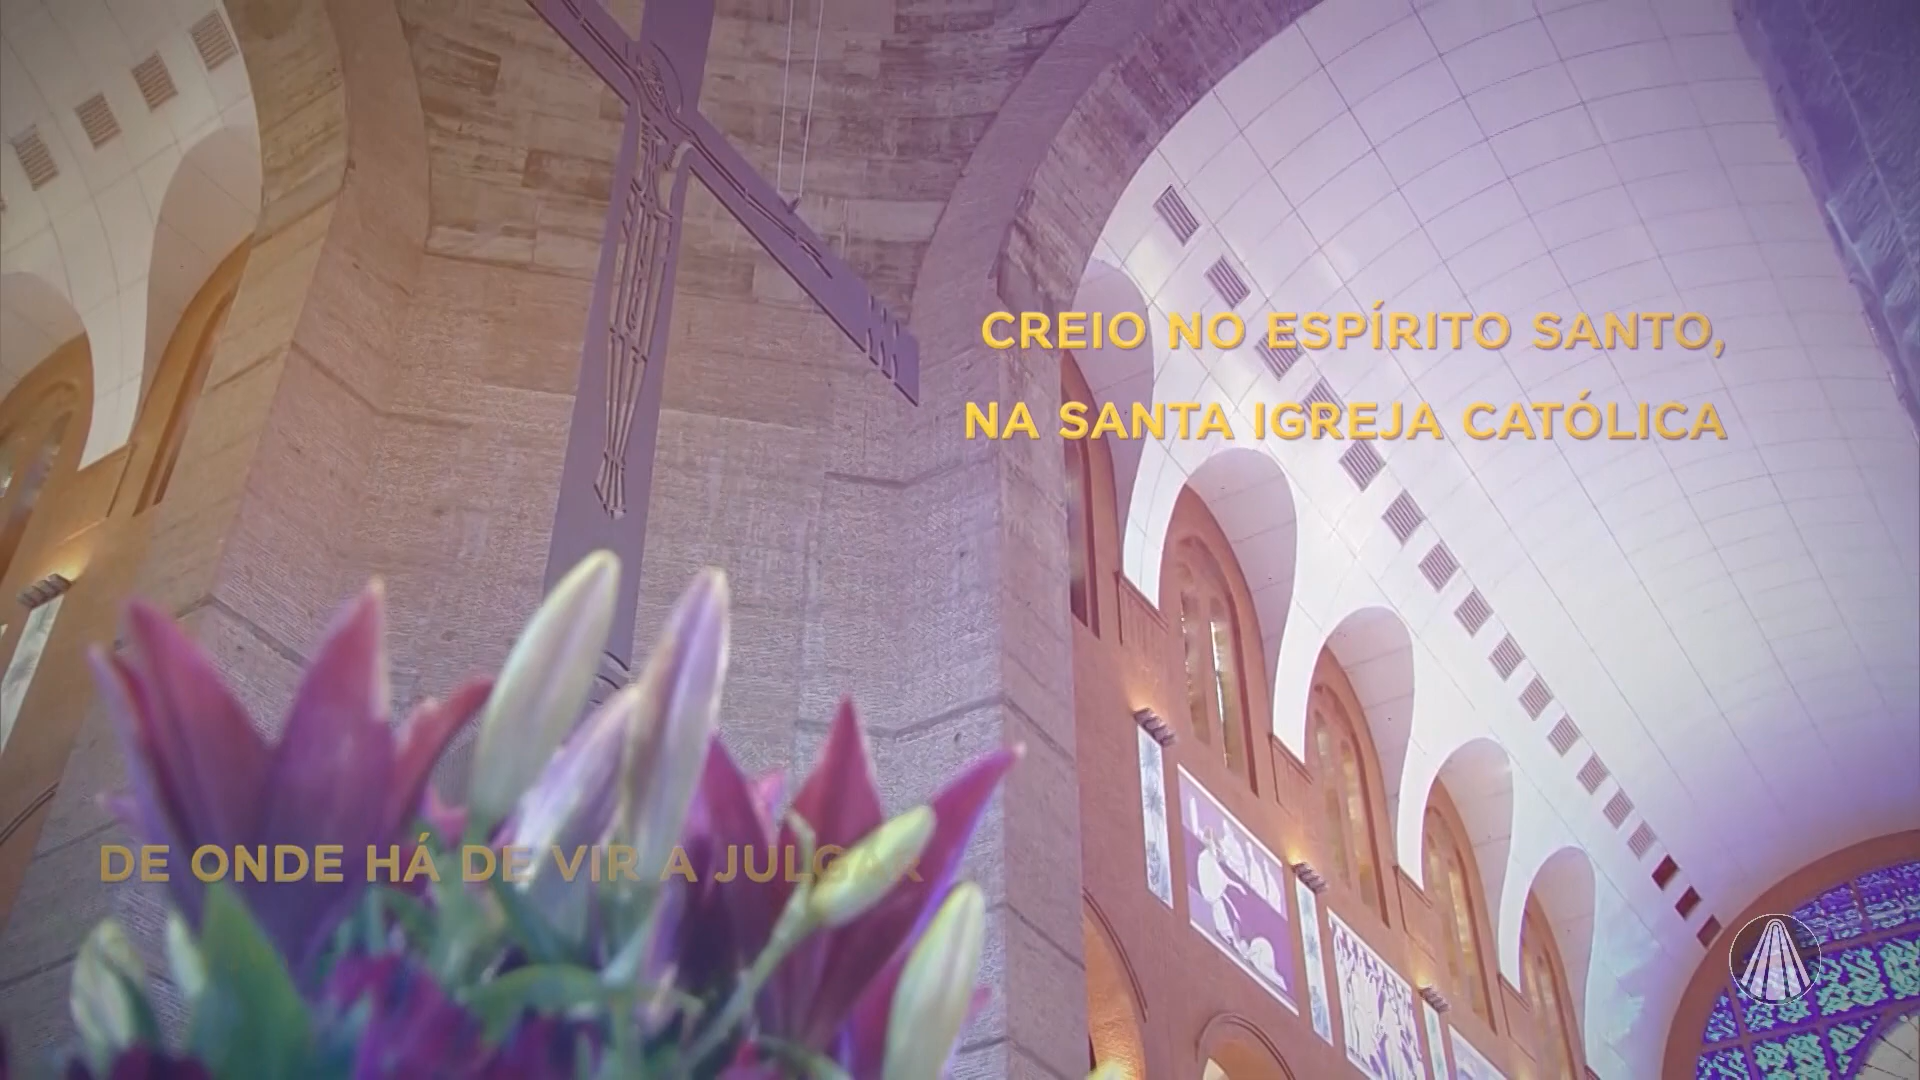 CREIO NO ESPÍRITO SANTO,
NA SANTA IGREJA CATÓLICA
DE ONDE HÁ DE VIR A JULGAR